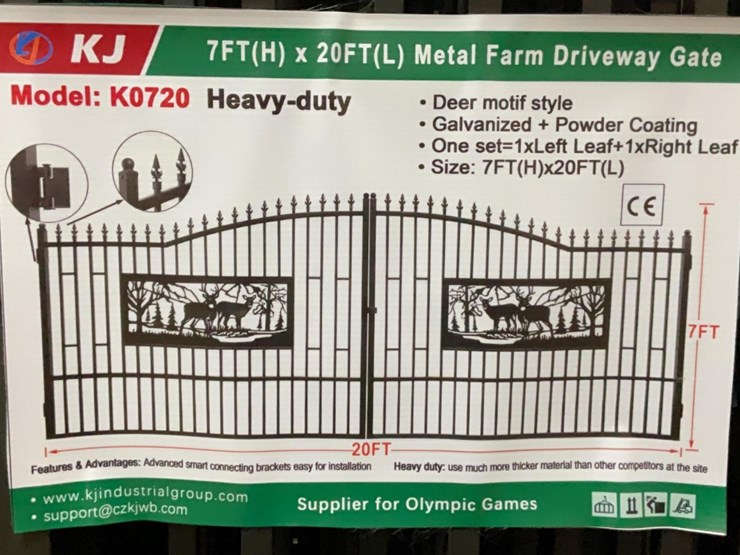 KJ
7FT(H) x 20FT(L) Metal Farm Driveway Gate
Model: K0720 Heavy-duty
• Deer motif style
• Galvanized + Powder Coating
• One set=1xLeft Leaf+1xRight Leaf
• Size: 7FT(H)x20FT(L)
CE
7FT
20FT
Features & Advantages: Advanced smart connecting brackets easy for installation Heavy duty: use much more thicker material than other competitors at the site
• www.kjindustrialgroup.com
• support@czkjwb.com
Supplier for Olympic Games